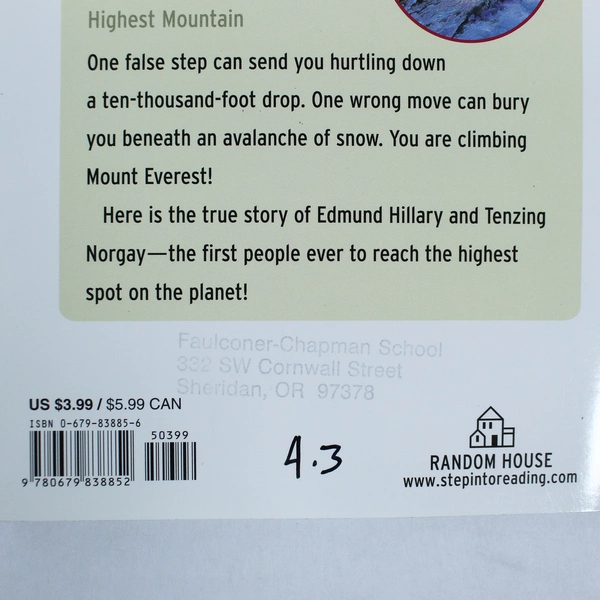 Highest Mountain
One false step can send you hurtling down
a ten-thousand-foot drop. One wrong move can bury
you beneath an avalanche of snow. You are climbing
Mount Everest!
Here is the true story of Edmund Hillary and Tenzing
Norgay—the first people ever to reach the highest
spot on the planet!
Faulconer-Chapman School
332 SW Cornwall Street
Sheridan, OR 97378
US $3.99 / $5.99 CAN
ISBN 0-679-83885-6
50399
9 780679 838852
4.3
RANDOM HOUSE
www.stepintoreading.com